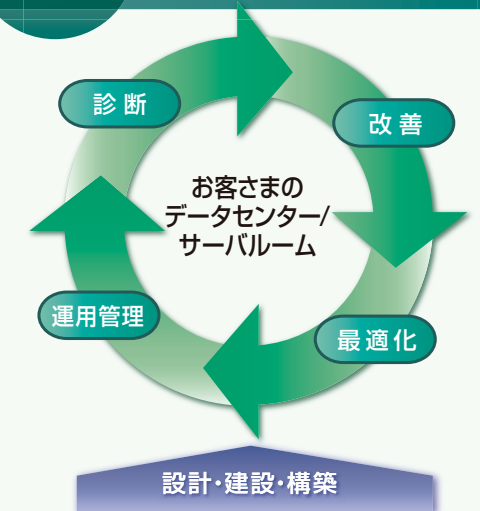 診断
改善
お客さまの
データセンター/
サーバルーム
運用管理
最適化
設計・建設・構築